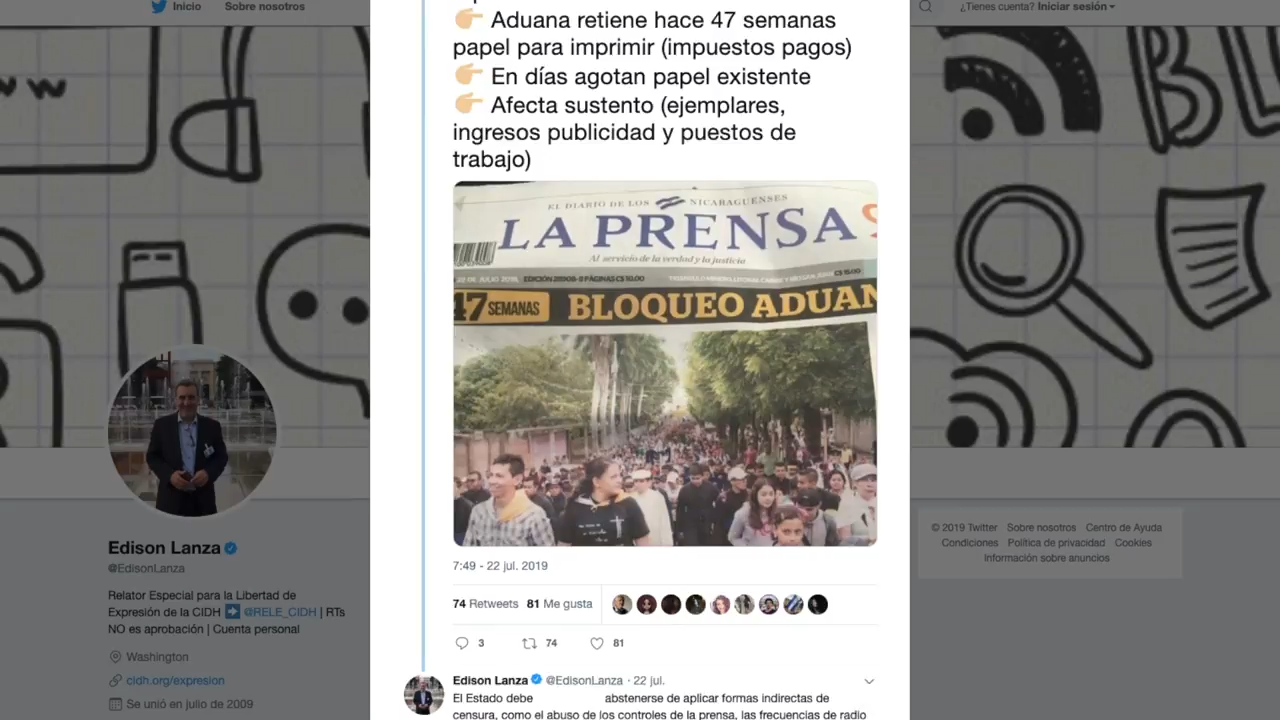 Inicio Sobre nosotros
¿Tienes cuenta? Iniciar sesión
Aduana retiene hace 47 semanas
papel para imprimir (impuestos pagos)
En días agotan papel existente
Afecta sustento (ejemplares,
ingresos publicidad y puestos de
trabajo)
EL DIARIO DE LOS NICARAGÜENSES
LA PRENSA
Al servicio de la verdad y la justicia
47 SEMANAS BLOQUEO ADUAN
7:49 - 22 jul. 2019
74 Retweets 81 Me gusta
3 74 81
Edison Lanza @EdisonLanza · 22 jul.
El Estado debe abstenerse de aplicar formas indirectas de
censura, como el abuso de los controles de la prensa, las frecuencias de radio
Edison Lanza
@EdisonLanza
Relator Especial para la Libertad de
Expresión de la CIDH @RELE_CIDH | RTs
NO es aprobación | Cuenta personal
Washington
cidh.org/expresion
Se unió en julio de 2009
© 2019 Twitter Sobre nosotros Centro de Ayuda
Condiciones Política de privacidad Cookies
Información sobre anuncios